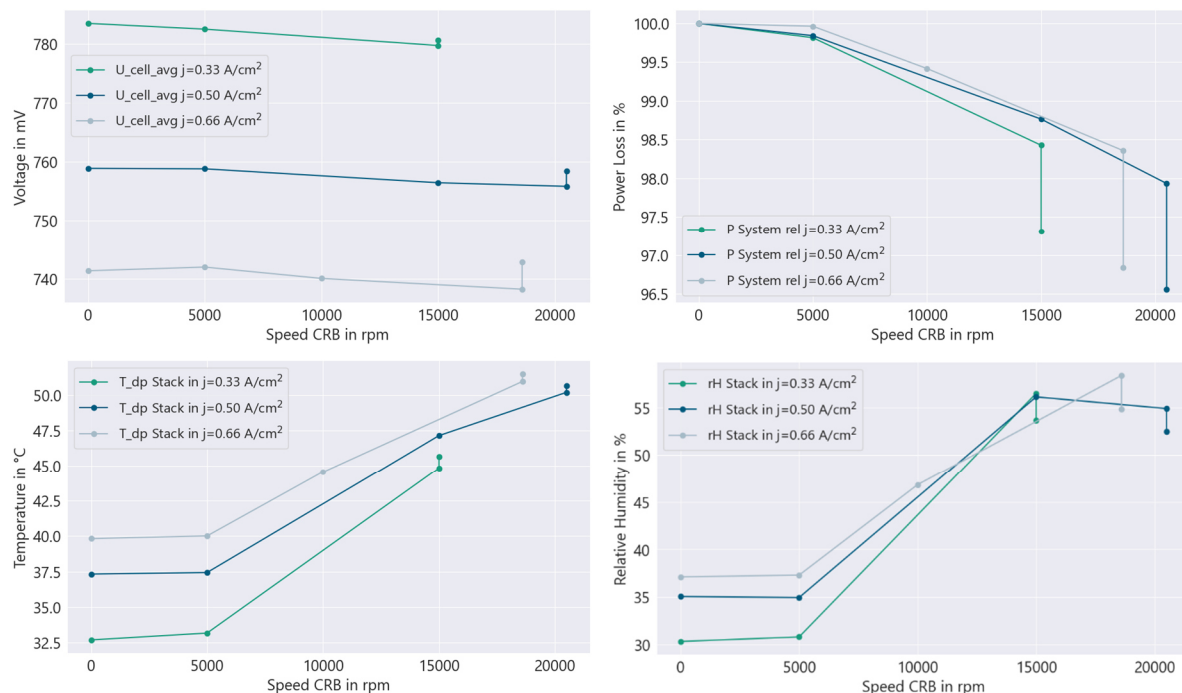 780
770
760
750
740
Voltage in mV
U_cell_avg j=0.33 A/cm²
U_cell_avg j=0.50 A/cm²
U_cell_avg j=0.66 A/cm²
0 5000 10000 15000 20000
Speed CRB in rpm
100.0
99.5
99.0
98.5
98.0
97.5
97.0
96.5
Power Loss in %
P System rel j=0.33 A/cm²
P System rel j=0.50 A/cm²
P System rel j=0.66 A/cm²
0 5000 10000 15000 20000
Speed CRB in rpm
50.0
47.5
45.0
42.5
40.0
37.5
35.0
32.5
Temperature in °C
T_dp Stack in j=0.33 A/cm²
T_dp Stack in j=0.50 A/cm²
T_dp Stack in j=0.66 A/cm²
0 5000 10000 15000 20000
Speed CRB in rpm
55
50
45
40
35
30
Relative Humidity in %
rH Stack in j=0.33 A/cm²
rH Stack in j=0.50 A/cm²
rH Stack in j=0.66 A/cm²
0 5000 10000 15000 20000
Speed CRB in rpm